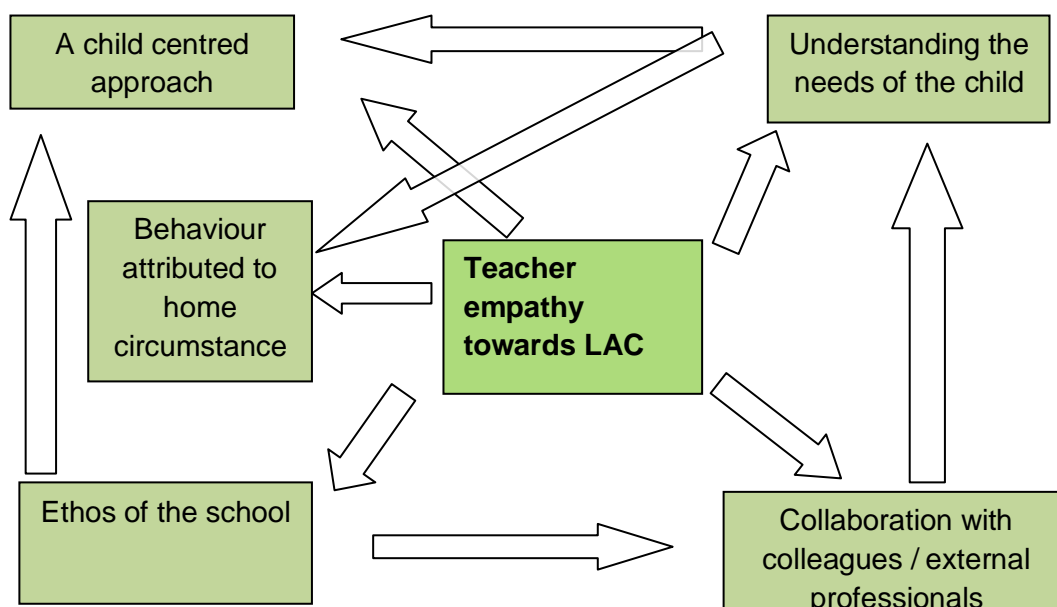 A child centred
approach
Understanding the
needs of the child
Behaviour
attributed to
home
circumstance
Teacher
empathy
towards LAC
Ethos of the school
Collaboration with
colleagues / external
professionals